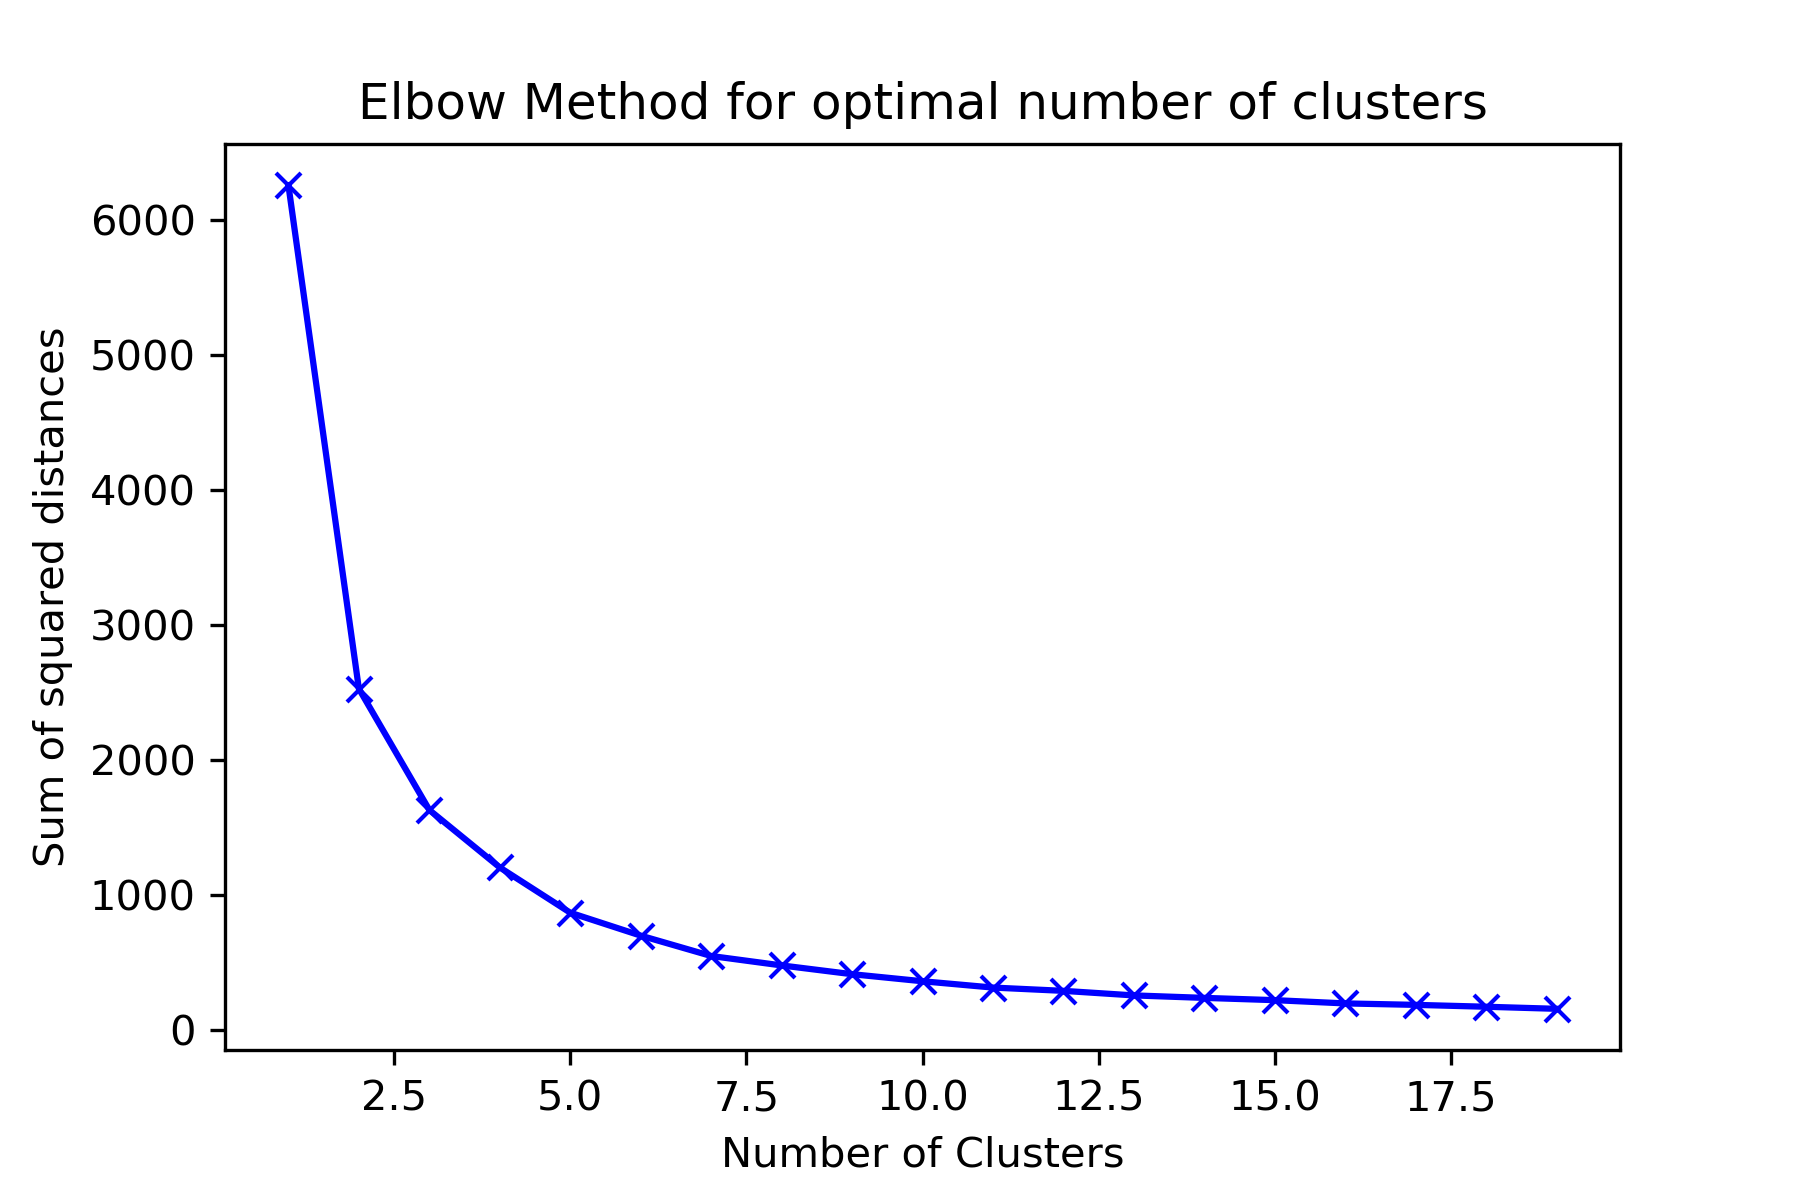 Elbow Method for optimal number of clusters
6000
5000
4000
3000
2000
1000
0
Sum of squared distances
2.5 5.0 7.5 10.0 12.5 15.0 17.5
Number of Clusters